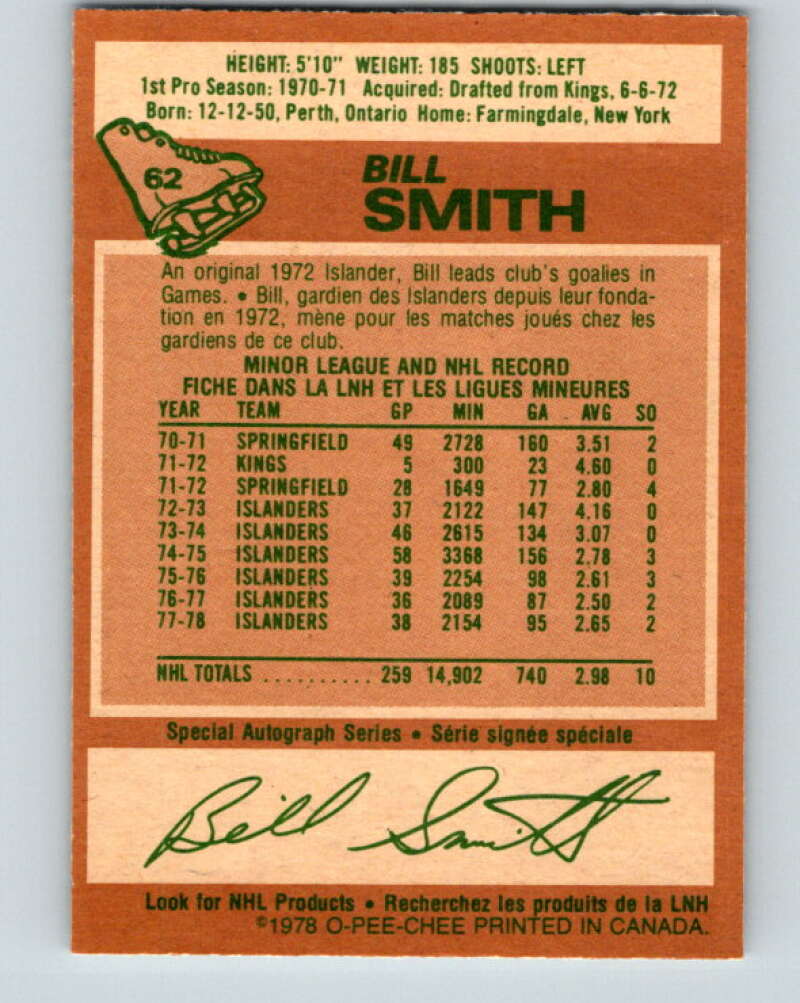 HEIGHT: 5'10" WEIGHT: 185 SHOOTS: LEFT
1st Pro Season: 1970-71 Acquired: Drafted from Kings, 6-6-72
Born: 12-12-50, Perth, Ontario Home: Farmingdale, New York
62
BILL
SMITH
An original 1972 Islander, Bill leads club's goalies in
Games. • Bill, gardien des Islanders depuis leur fonda-
tion en 1972, mène pour les matches joués chez les
gardiens de ce club.
MINOR LEAGUE AND NHL RECORD
FICHE DANS LA LNH ET LES LIGUES MINEURES
YEAR TEAM GP MIN GA AVG SO
70-71 SPRINGFIELD 49 2728 160 3.51 2
71-72 KINGS 5 300 23 4.60 0
71-72 SPRINGFIELD 28 1649 77 2.80 4
72-73 ISLANDERS 37 2122 147 4.16 0
73-74 ISLANDERS 46 2615 134 3.07 0
74-75 ISLANDERS 58 3368 156 2.78 3
75-76 ISLANDERS 39 2254 98 2.61 3
76-77 ISLANDERS 36 2089 87 2.50 2
77-78 ISLANDERS 38 2154 95 2.65 2
NHL TOTALS .......... 259 14,902 740 2.98 10
Special Autograph Series • Série signée spéciale
Bill Smith
Look for NHL Products • Recherchez les produits de la LNH
©1978 O-PEE-CHEE PRINTED IN CANADA.